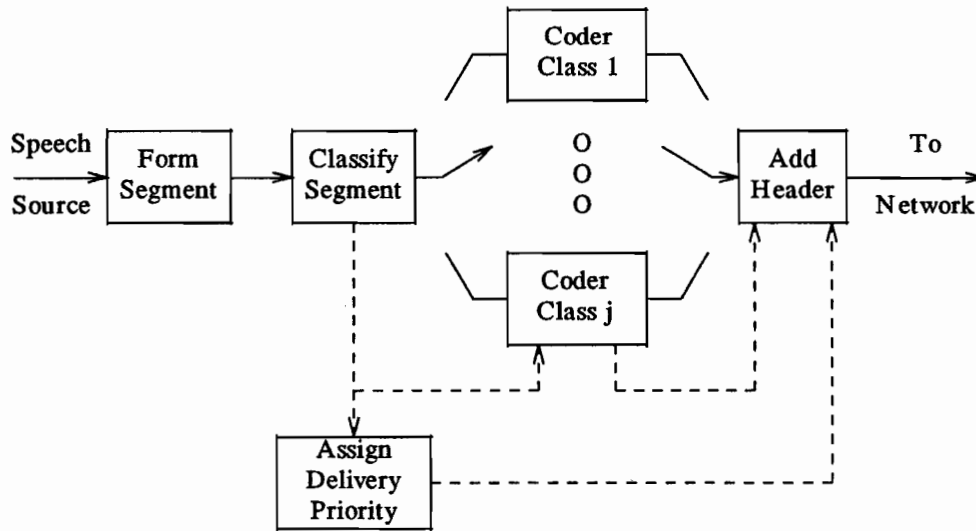 Coder
Class 1
Speech
Source
Form
Segment
Classify
Segment
O
O
O
Add
Header
To
Network
Coder
Class j
Assign
Delivery
Priority